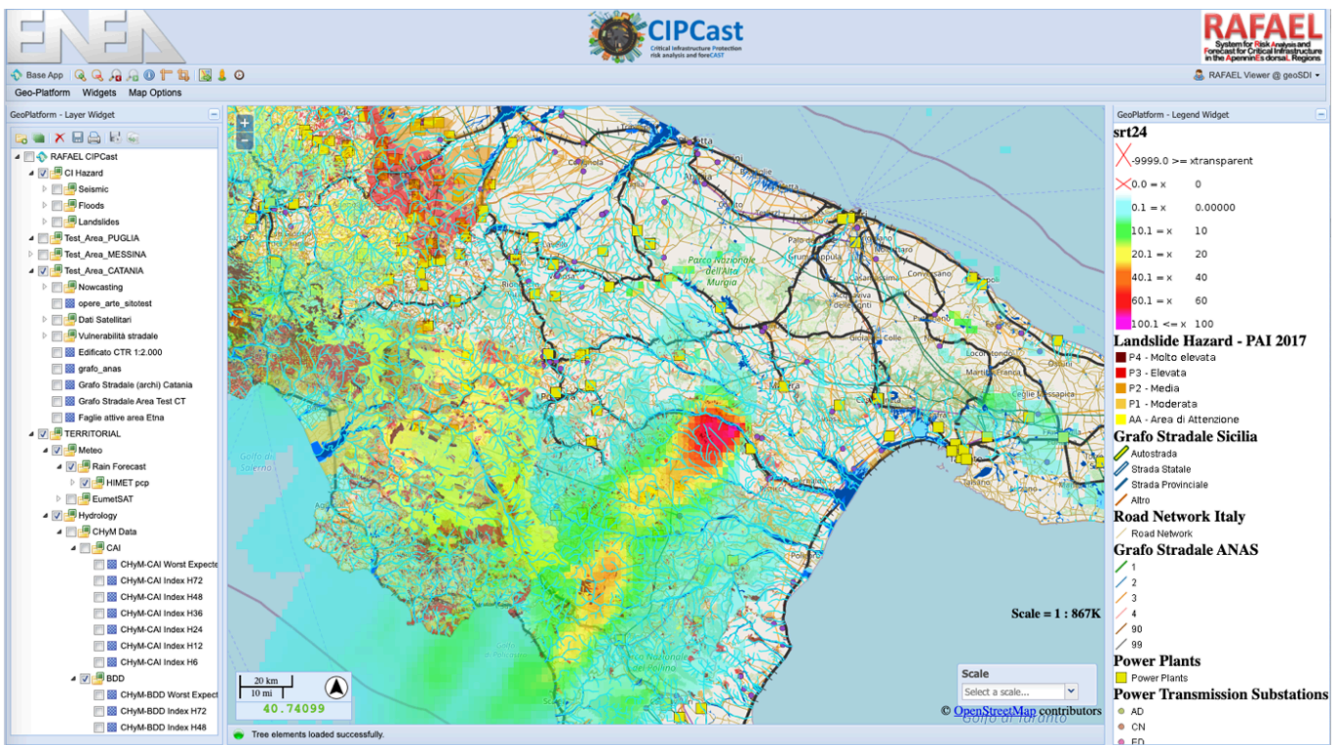 ENEA
CIPCast
Critical Infrastructure Protection
risk analysis and foreCAST
RAFAEL
System for Risk Analysis and
Forecast for Critical Infrastructure
in the ApenninEs dorsaL Regions
Base App
RAFAEL Viewer @ geoSDI
Geo-Platform Widgets Map Options
GeoPlatform - Layer Widget
RAFAEL CIPCast
CI Hazard
Seismic
Floods
Landslides
Test_Area_PUGLIA
Test_Area_MESSINA
Test_Area_CATANIA
Nowcasting
opere_arte_sitotest
Dati Satellitari
Vulnerabilità stradale
Edificato CTR 1:2.000
grafo_anas
Grafo Stradale (archi) Catania
Grafo Stradale Area Test CT
Faglie attive area Etna
TERRITORIAL
Meteo
Rain Forecast
HIMET pcp
EumetSAT
Hydrology
CHyM Data
CAI
CHyM-CAI Worst Expecte
CHyM-CAI Index H72
CHyM-CAI Index H48
CHyM-CAI Index H36
CHyM-CAI Index H24
CHyM-CAI Index H12
CHyM-CAI Index H6
BDD
CHyM-BDD Worst Expect
CHyM-BDD Index H72
CHyM-BDD Index H48
+
−
Parco Nazionale
dell'Alta
Murgia
Conversano
Gioia del Colle
Locorotondo
Martina Franca
Ostuni
Ceglie Messapica
Golfo di
Salerno
Golfo di Taranto
Scale = 1 : 867K
20 km
10 mi
40.74099
Scale
Select a scale...
© OpenStreetMap contributors
Tree elements loaded successfully.
GeoPlatform - Legend Widget
srt24
-9999.0 >= xtransparent
0.0 = x 0
0.1 = x 0.00000
10.1 = x 10
20.1 = x 20
40.1 = x 40
60.1 = x 60
100.1 <= x 100
Landslide Hazard - PAI 2017
P4 - Molto elevata
P3 - Elevata
P2 - Media
P1 - Moderata
AA - Area di Attenzione
Grafo Stradale Sicilia
Autostrada
Strada Statale
Strada Provinciale
Altro
Road Network Italy
Road Network
Grafo Stradale ANAS
1
2
3
4
90
99
Power Plants
Power Plants
Power Transmission Substations
AD
CN
ED